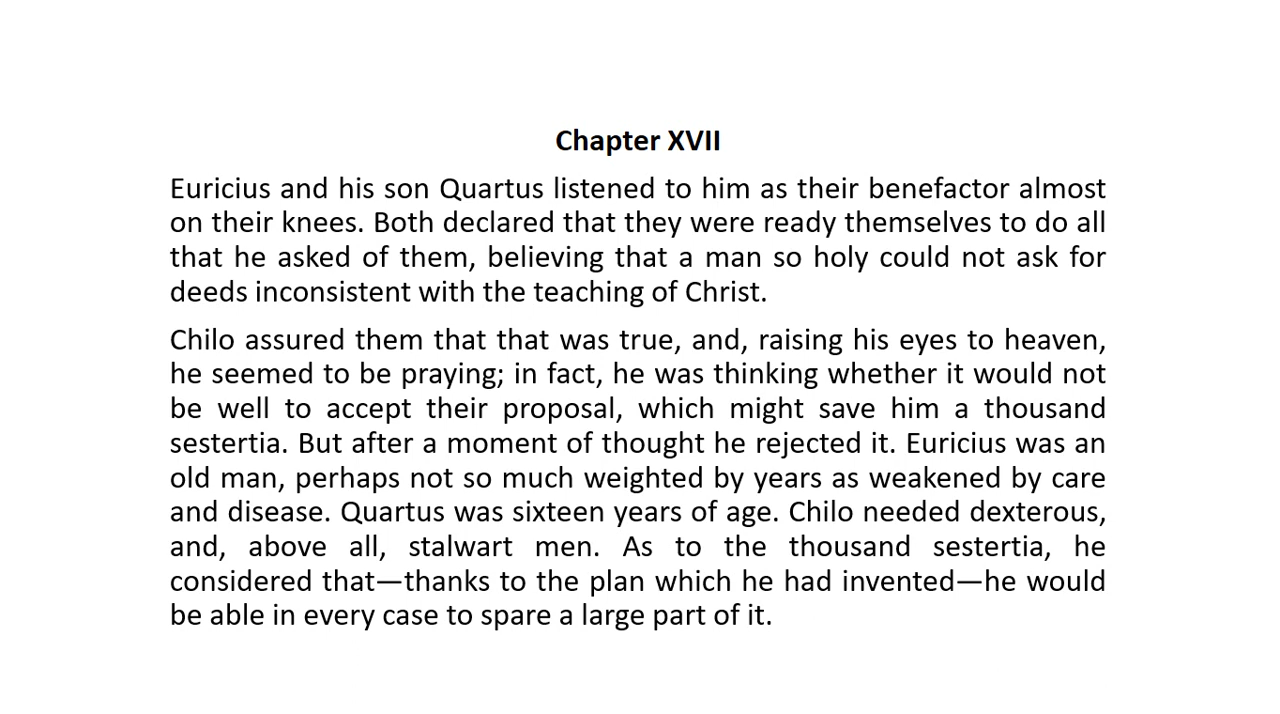 Chapter XVII
Euricius and his son Quartus listened to him as their benefactor almost
on their knees. Both declared that they were ready themselves to do all
that he asked of them, believing that a man so holy could not ask for
deeds inconsistent with the teaching of Christ.
Chilo assured them that that was true, and, raising his eyes to heaven,
he seemed to be praying; in fact, he was thinking whether it would not
be well to accept their proposal, which might save him a thousand
sestertia. But after a moment of thought he rejected it. Euricius was an
old man, perhaps not so much weighted by years as weakened by care
and disease. Quartus was sixteen years of age. Chilo needed dexterous,
and, above all, stalwart men. As to the thousand sestertia, he
considered that—thanks to the plan which he had invented—he would
be able in every case to spare a large part of it.